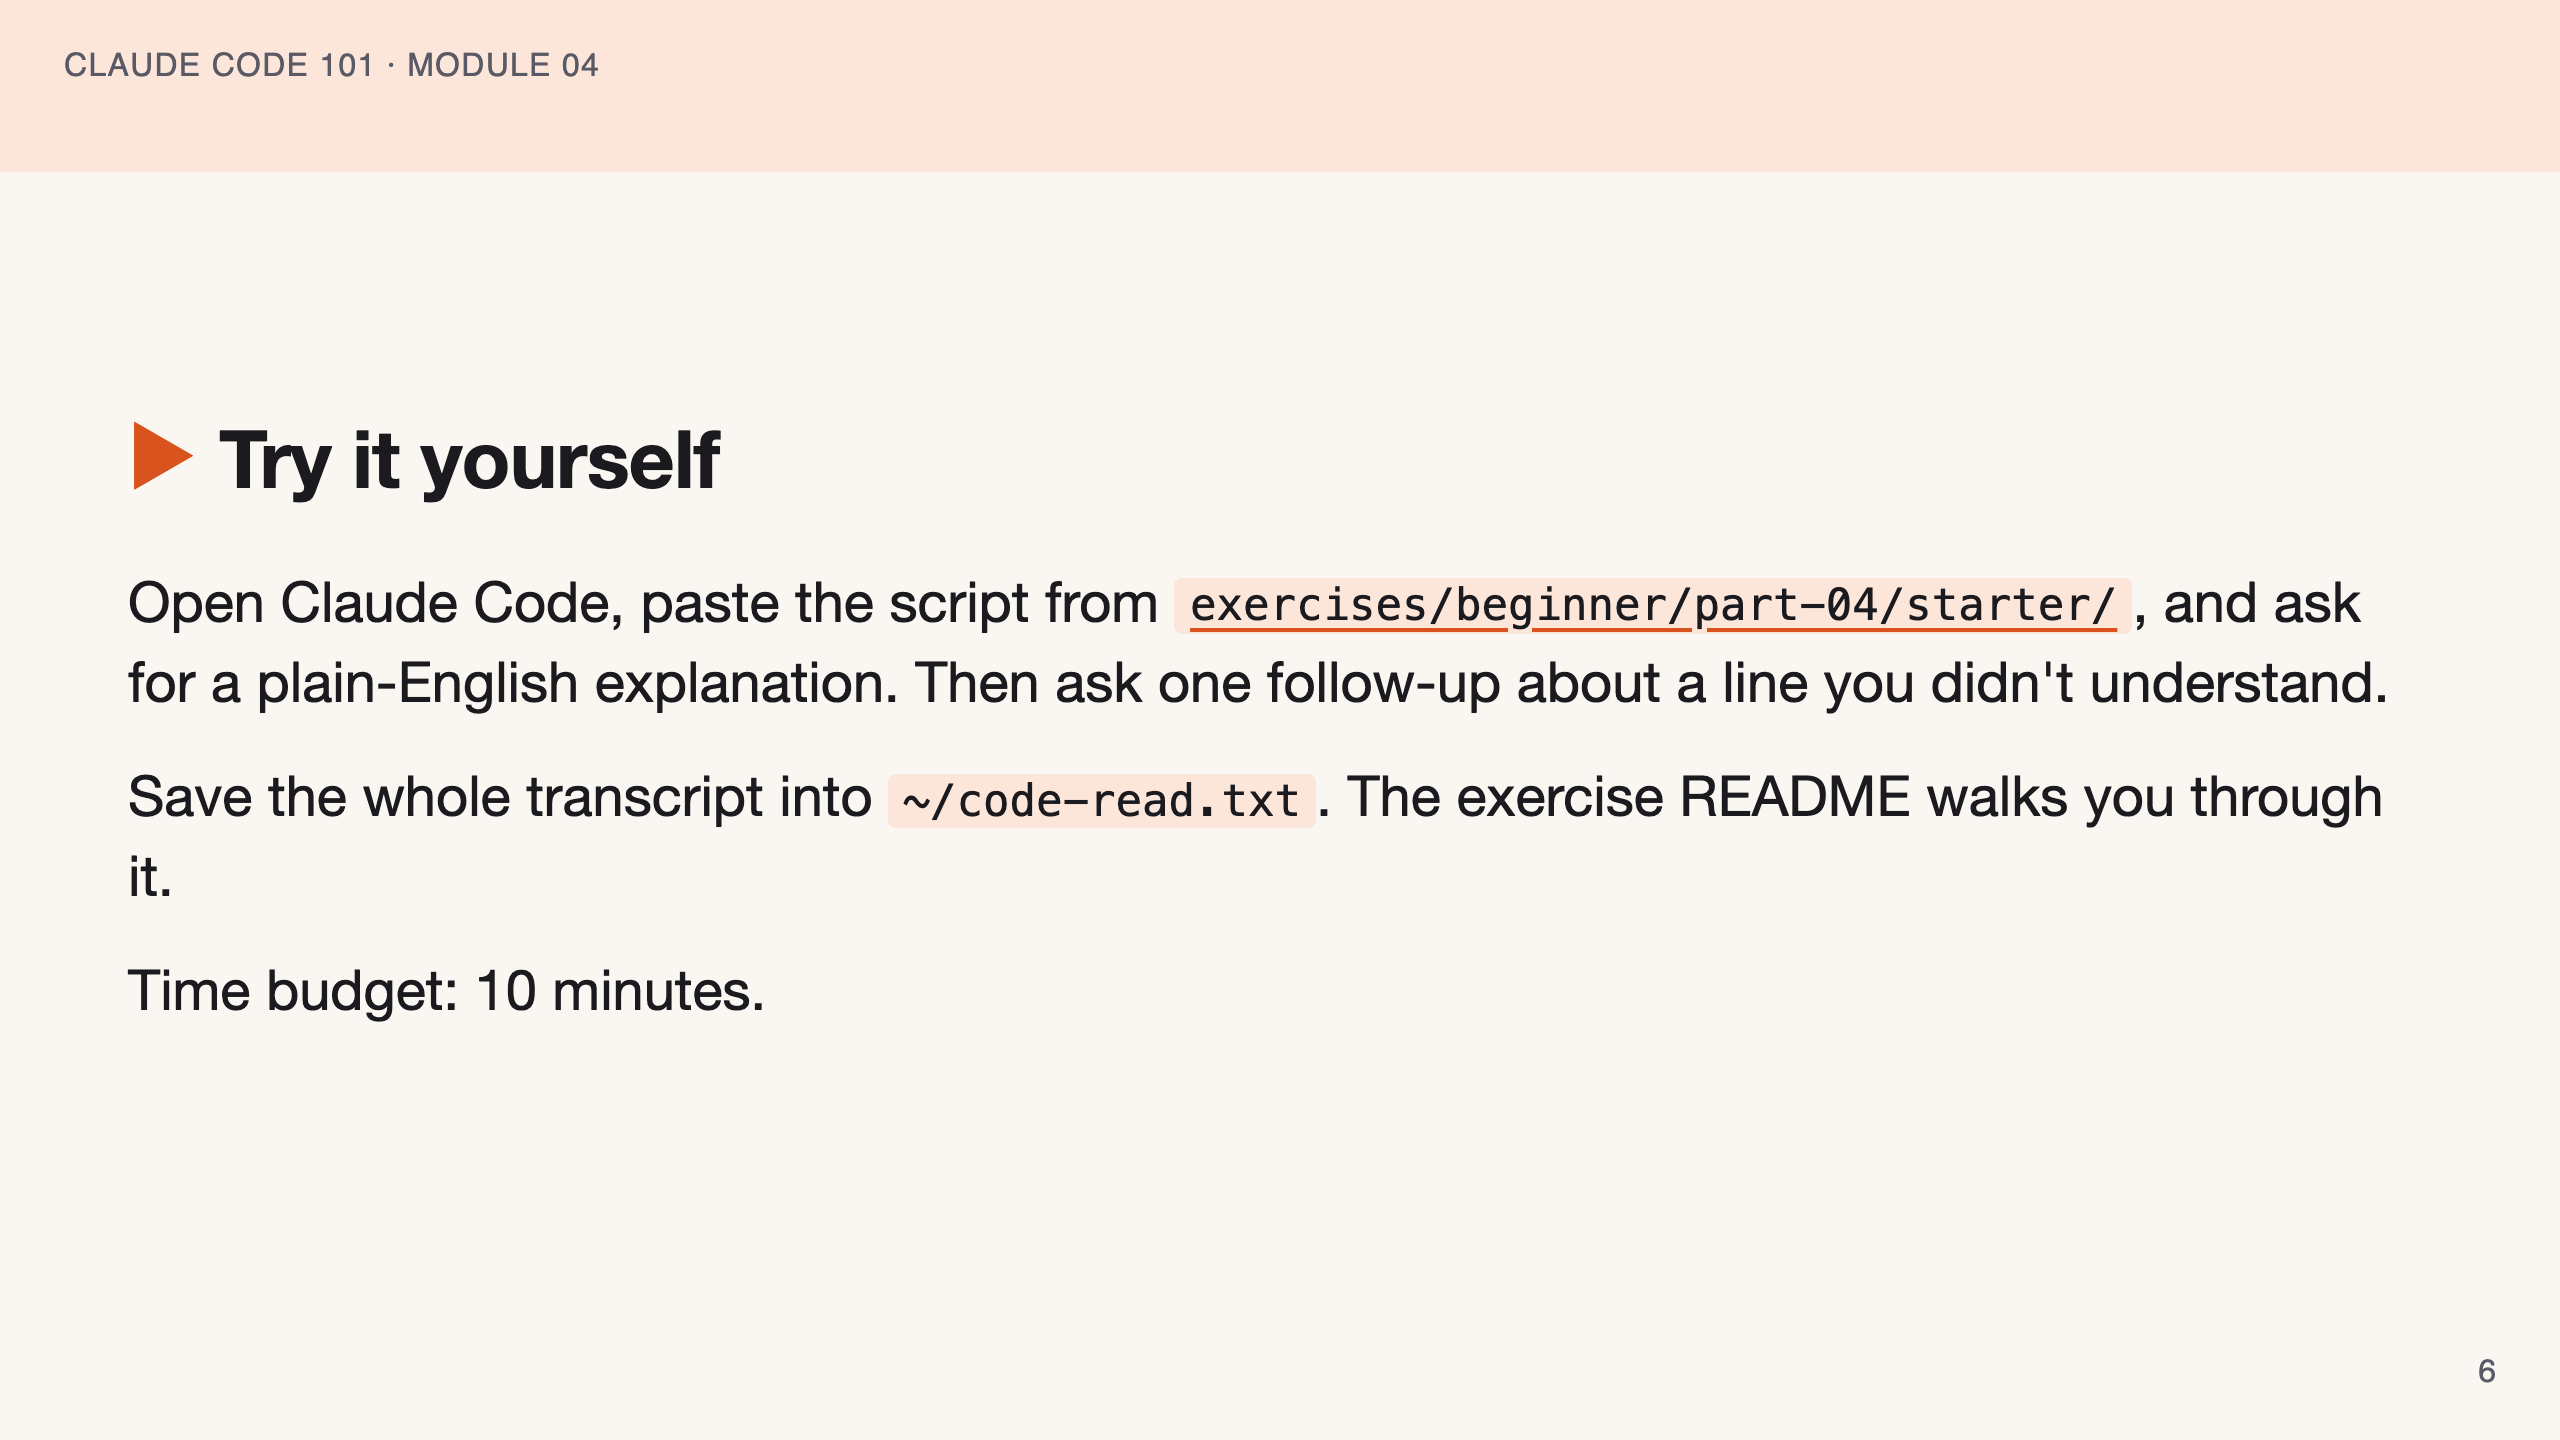 CLAUDE CODE 101 · MODULE 04
Try it yourself
Open Claude Code, paste the script from exercises/beginner/part-04/starter/, and ask
for a plain-English explanation. Then ask one follow-up about a line you didn't understand.
Save the whole transcript into ~/code-read.txt. The exercise README walks you through
it.
Time budget: 10 minutes.
6